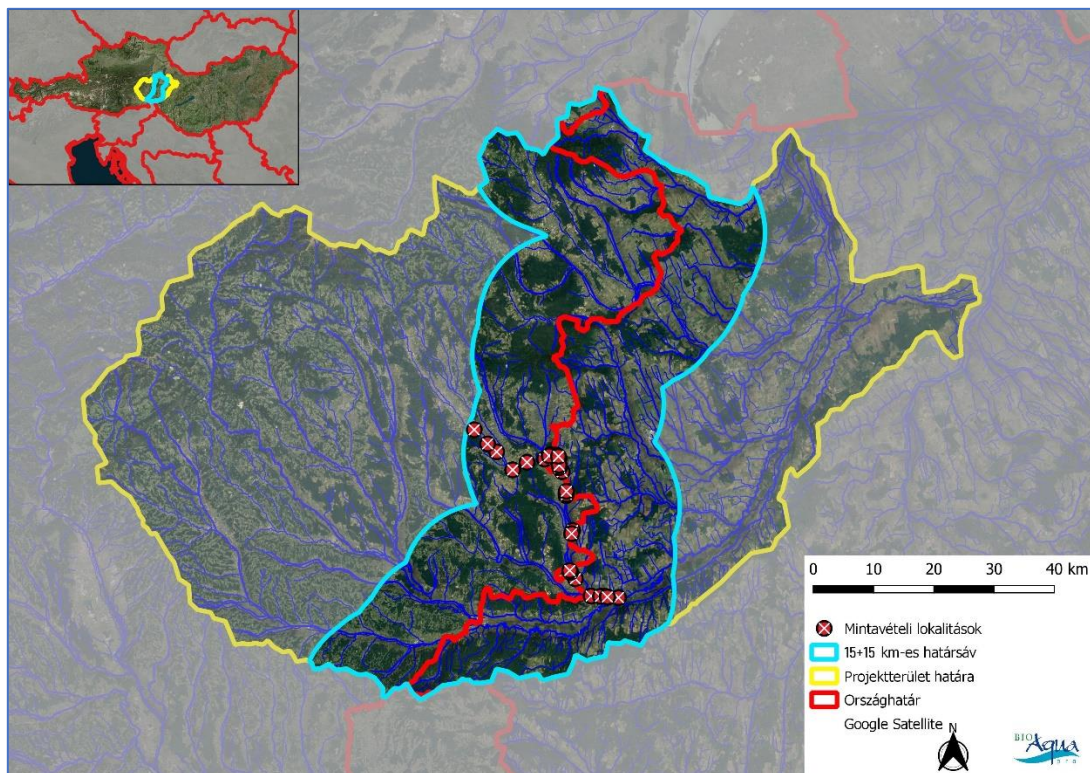 0 10 20 30 40 km
Mintavételi lokalitások
15+15 km-es határsáv
Projektterület határa
Országhatár
Google Satellite
N
BIO
Aqua
pro